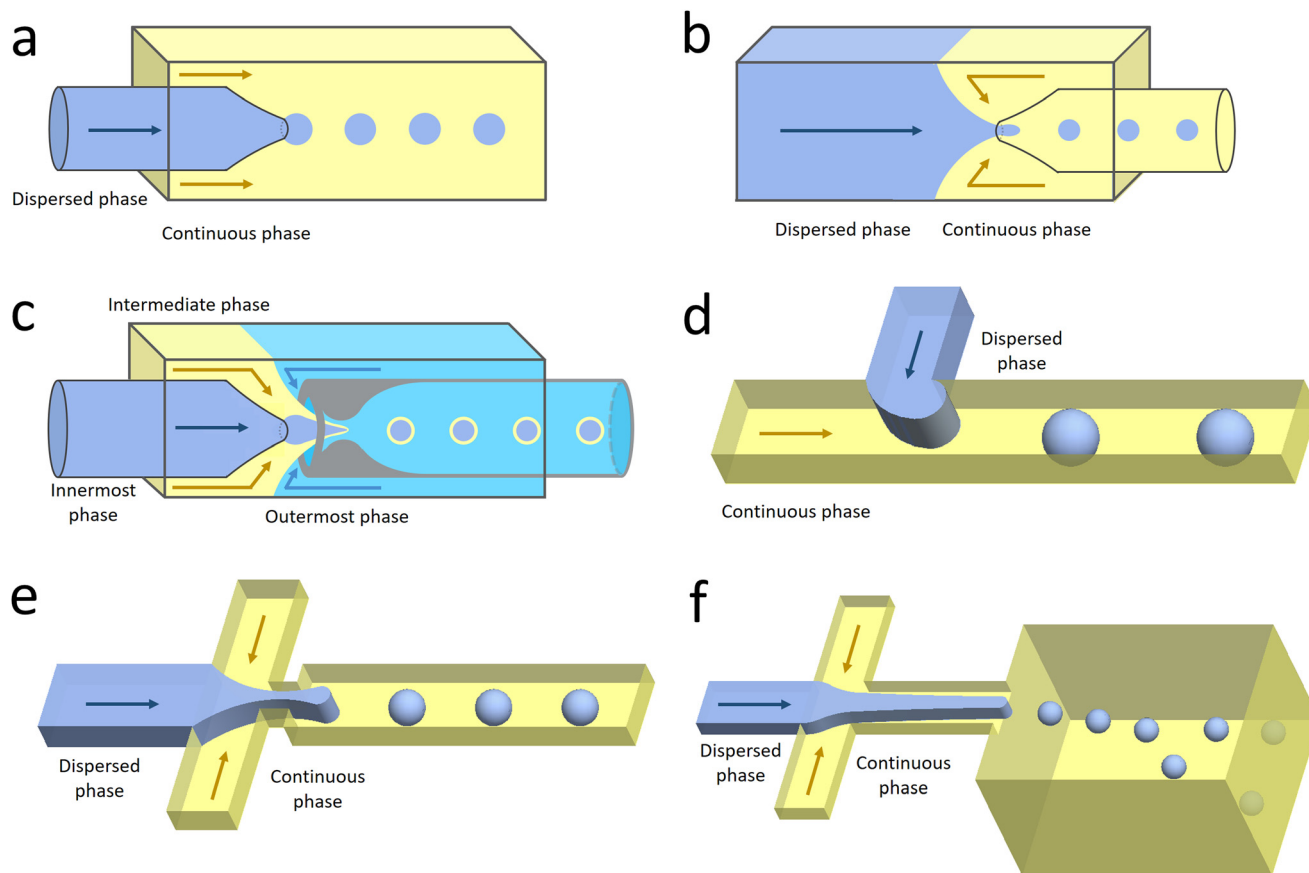 a
Dispersed phase
Continuous phase
b
Dispersed phase
Continuous phase
c
Intermediate phase
Innermost
phase
Outermost phase
d
Dispersed
phase
Continuous phase
e
Dispersed
phase
Continuous
phase
f
Dispersed
phase
Continuous
phase